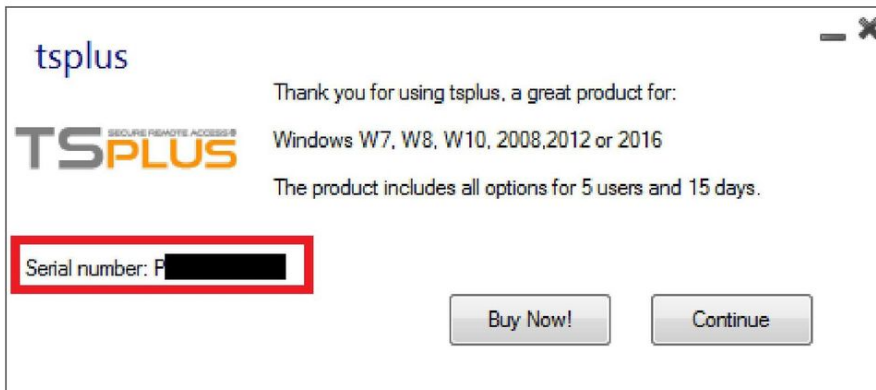 tsplus
Thank you for using tsplus, a great product for:
SECURE REMOTE ACCESS®
TSPLUS
Windows W7, W8, W10, 2008,2012 or 2016
The product includes all options for 5 users and 15 days.
Serial number: P
Buy Now!
Continue